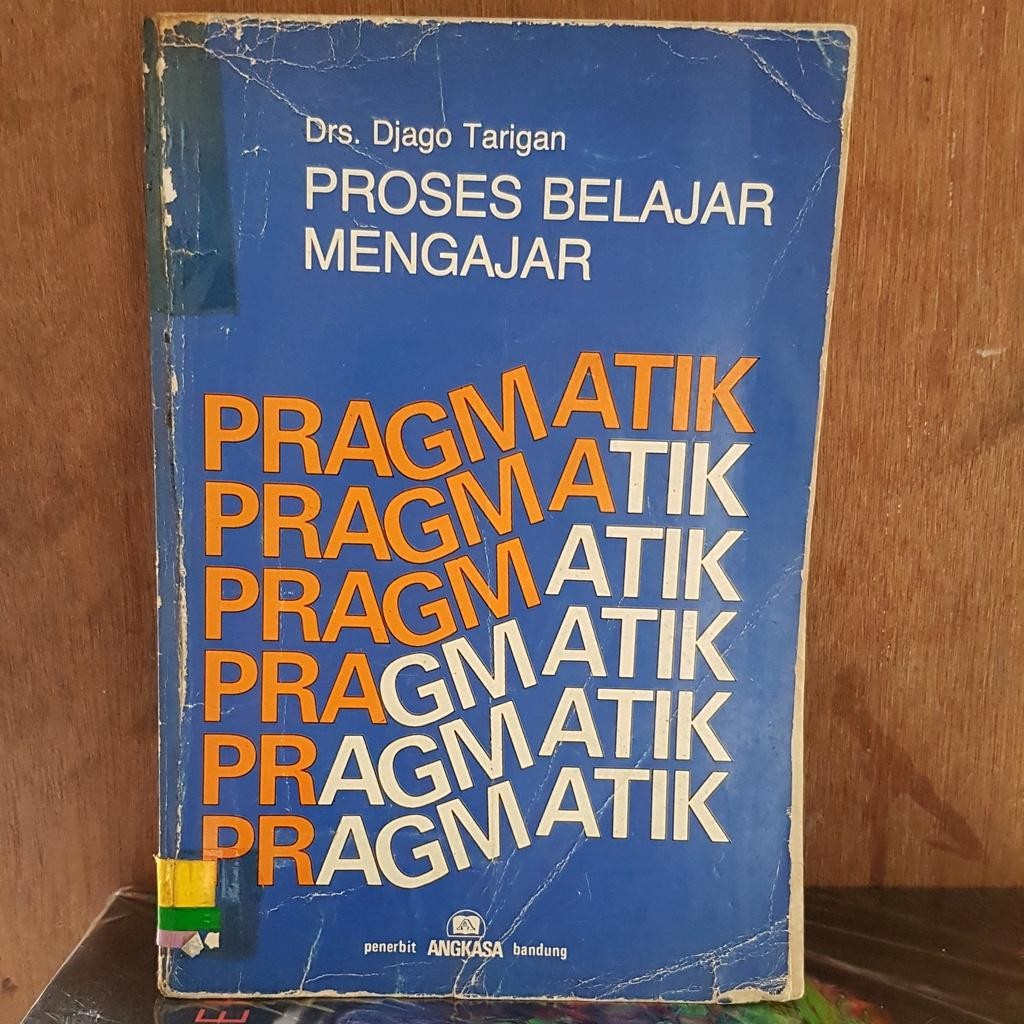 Drs. Djago Tarigan
PROSES BELAJAR
MENGAJAR
PRAGMATIK
PRAGMATIK
PRAGMATIK
PRAGMATIK
PRAGMATIK
PRAGMATIK
penerbit ANGKASA bandung